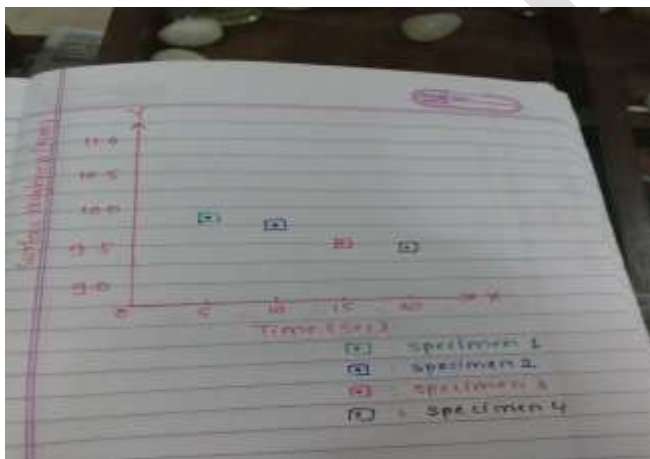 Y
11.0
10.5
10.0
9.5
9.0
0 5 10 15 20 X
Time (sec)
specimen 1
specimen 2
specimen 3
: specimen 4